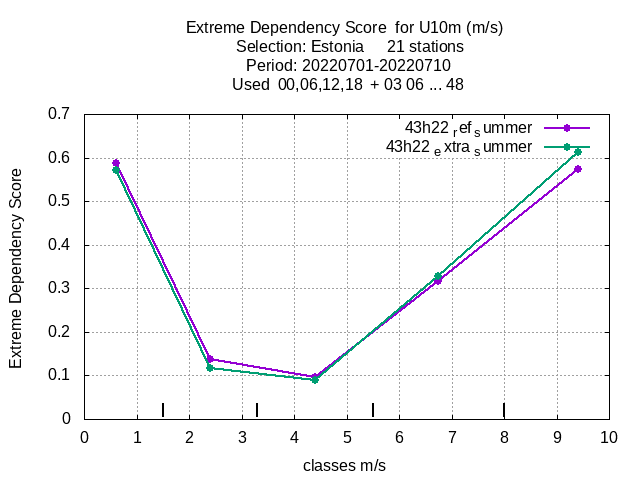 Extreme Dependency Score  for U10m (m/s)
Selection: Estonia     21 stations
Period: 20220701-20220710
Used  00,06,12,18  + 03 06 ... 48
43h22 ref summer
43h22 extra summer
Extreme Dependency Score
0.7
0.6
0.5
0.4
0.3
0.2
0.1
0
0 1 2 3 4 5 6 7 8 9 10
classes m/s